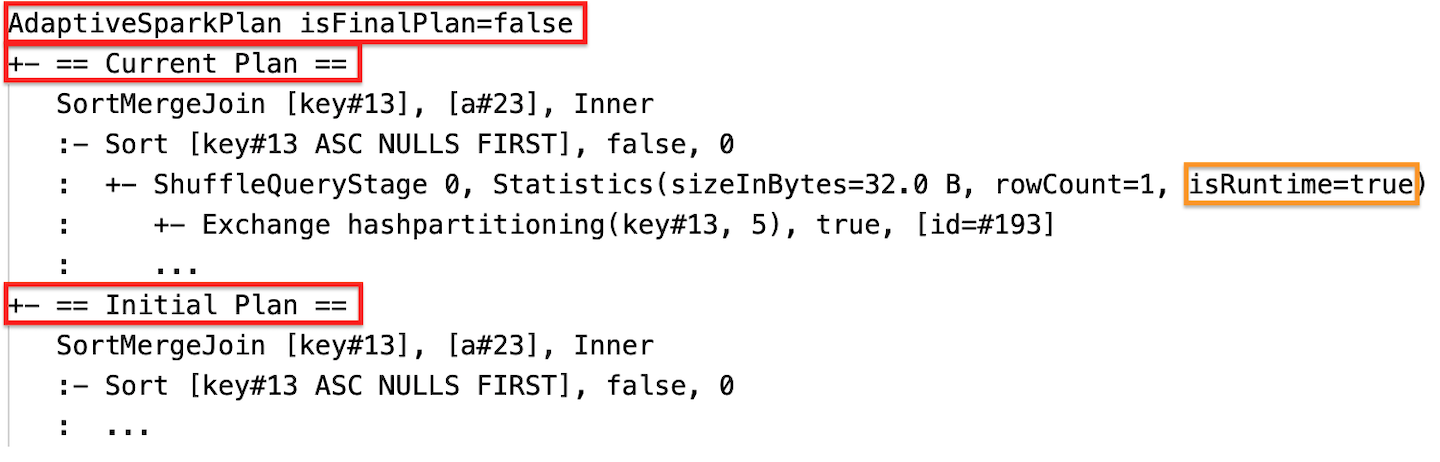 AdaptiveSparkPlan isFinalPlan=false
+- == Current Plan ==
   SortMergeJoin [key#13], [a#23], Inner
   :- Sort [key#13 ASC NULLS FIRST], false, 0
   :  +- ShuffleQueryStage 0, Statistics(sizeInBytes=32.0 B, rowCount=1, isRuntime=true)
   :     +- Exchange hashpartitioning(key#13, 5), true, [id=#193]
   :     ...
+- == Initial Plan ==
   SortMergeJoin [key#13], [a#23], Inner
   :- Sort [key#13 ASC NULLS FIRST], false, 0
   :  ...